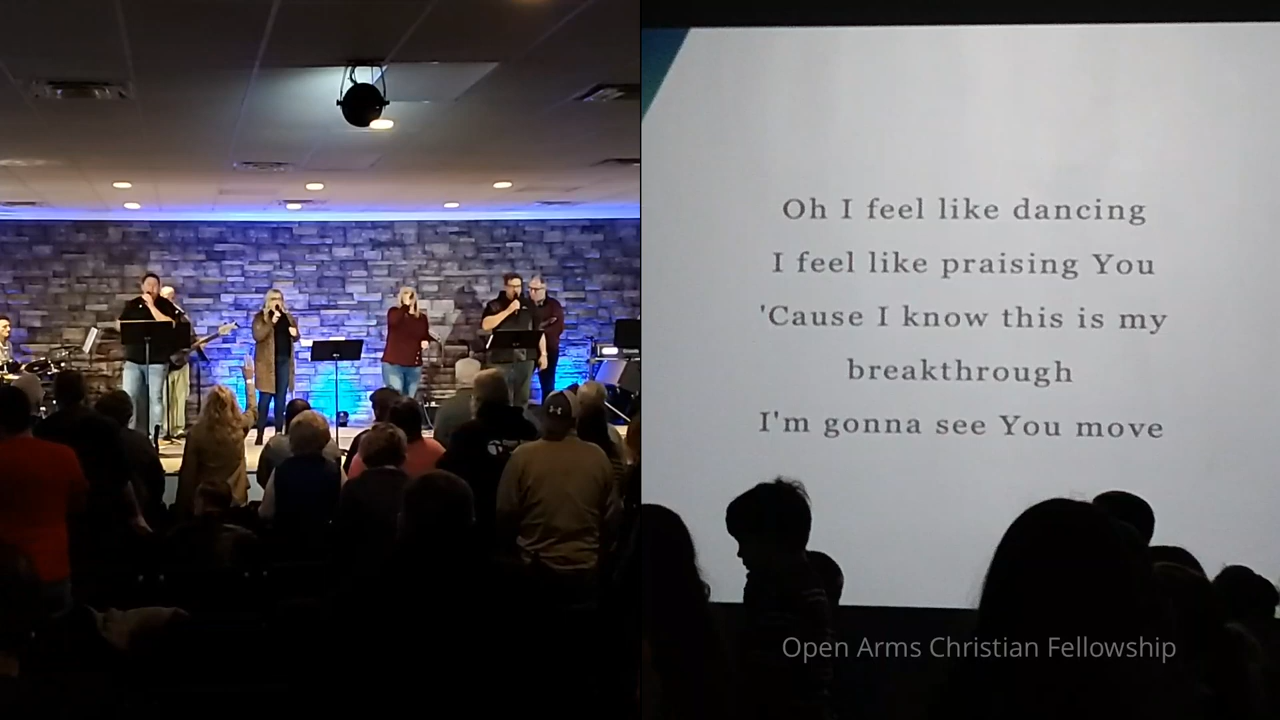 Oh I feel like dancing
I feel like praising You
'Cause I know this is my
breakthrough
I'm gonna see You move
Open Arms Christian Fellowship